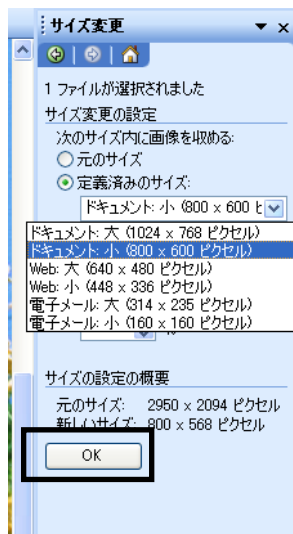 サイズ変更
1 ファイルが選択されました
サイズ変更の設定
次のサイズ内に画像を収める:
元のサイズ
定義済みのサイズ:
ドキュメント: 小 (800 x 600 ピ
ドキュメント: 大 (1024 x 768 ピクセル)
ドキュメント: 小 (800 x 600 ピクセル)
Web: 大 (640 x 480 ピクセル)
Web: 小 (448 x 336 ピクセル)
電子メール: 大 (314 x 235 ピクセル)
電子メール: 小 (160 x 160 ピクセル)
サイズの設定の概要
元のサイズ: 2950 x 2094 ピクセル
新しいサイズ: 800 x 568 ピクセル
OK